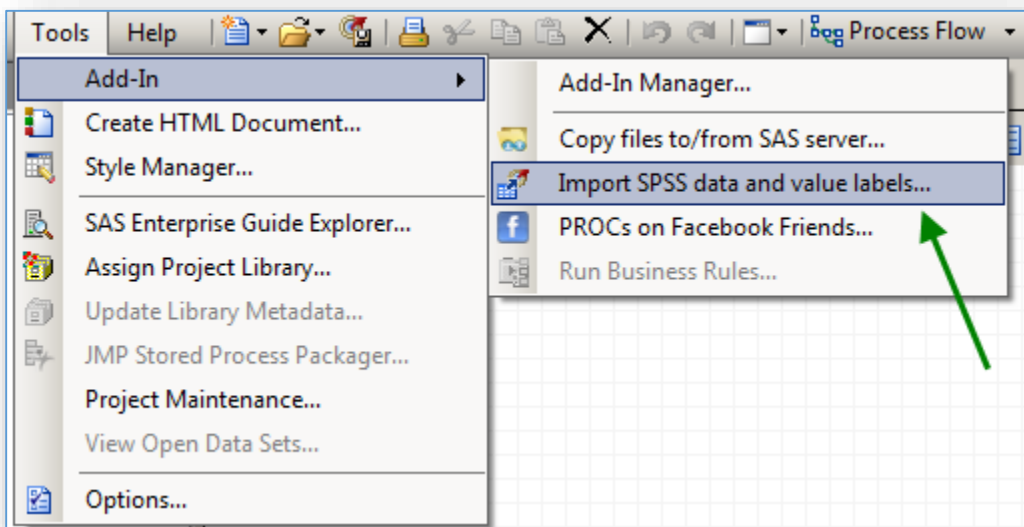 Tools Help Process Flow
Add-In
Create HTML Document...
Style Manager...
SAS Enterprise Guide Explorer...
Assign Project Library...
Update Library Metadata...
JMP Stored Process Packager...
Project Maintenance...
View Open Data Sets...
Options...
Add-In Manager...
Copy files to/from SAS server...
Import SPSS data and value labels...
PROCs on Facebook Friends...
Run Business Rules...